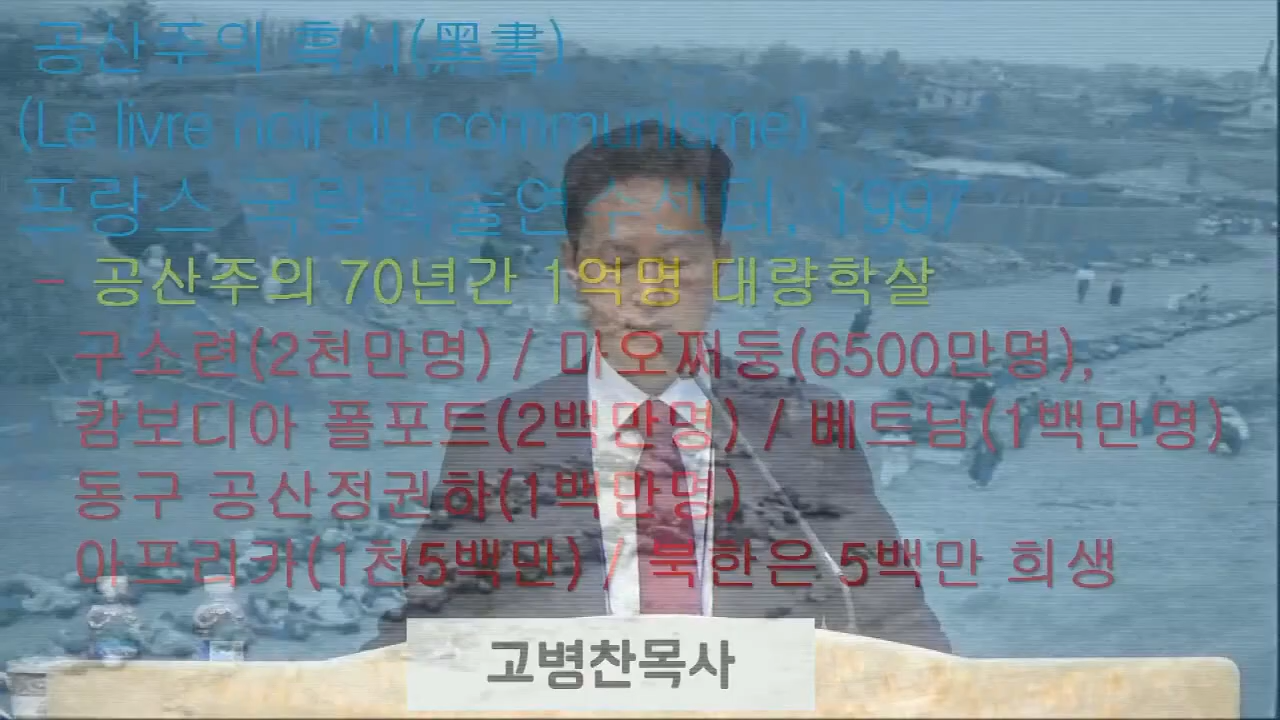 공산주의 흑서(黑書)
(Le livre noir du communisme)
프랑스 국립학술연수센터. 1997
- 공산주의 70년간 1억명 대량학살
구소련(2천만명) / 마오쩌둥(6500만명),
캄보디아 폴포트(2백만명) / 베트남(1백만명)
동구 공산정권하(1백만명)
아프리카(1천5백만) / 북한은 5백만 희생
고병찬목사